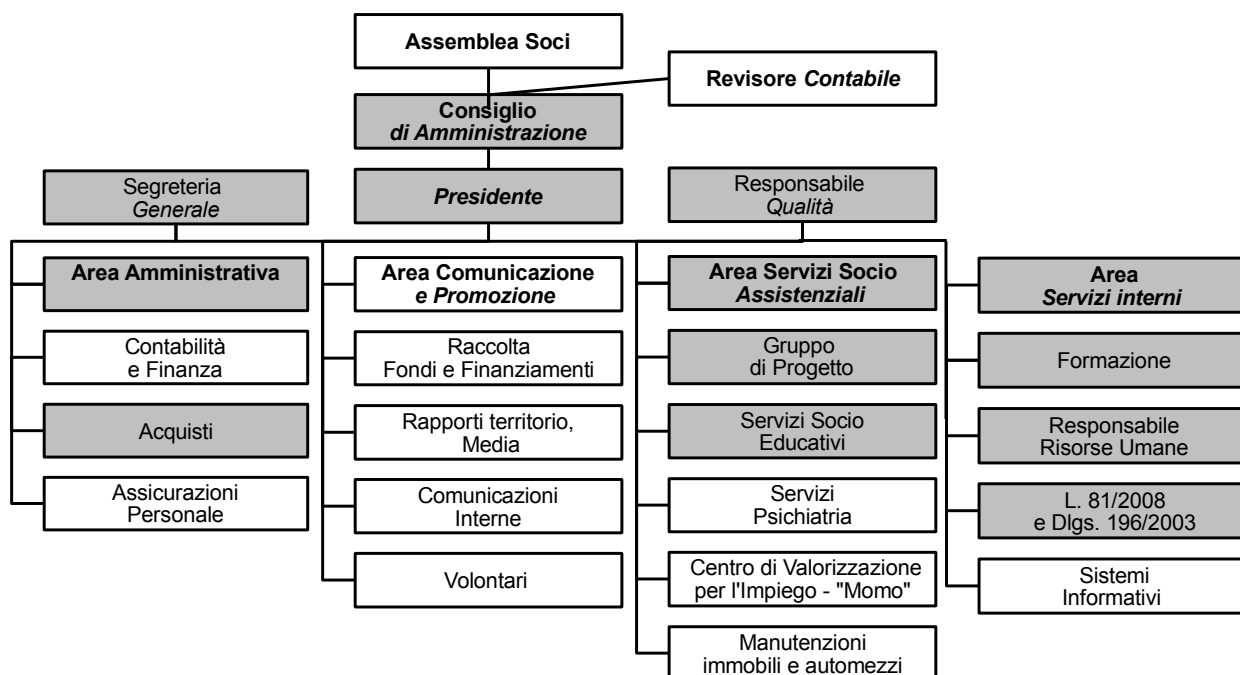 Assemblea Soci
Revisore Contabile
Consiglio
di Amministrazione
Segreteria
Generale
Presidente
Responsabile
Qualità
Area Amministrativa
Contabilità
e Finanza
Acquisti
Assicurazioni
Personale
Area Comunicazione
e Promozione
Raccolta
Fondi e Finanziamenti
Rapporti territorio,
Media
Comunicazioni
Interne
Volontari
Area Servizi Socio
Assistenziali
Gruppo
di Progetto
Servizi Socio
Educativi
Servizi
Psichiatria
Centro di Valorizzazione
per l'Impiego - "Momo"
Manutenzioni
immobili e automezzi
Area
Servizi interni
Formazione
Responsabile
Risorse Umane
L. 81/2008
e Dlgs. 196/2003
Sistemi
Informativi